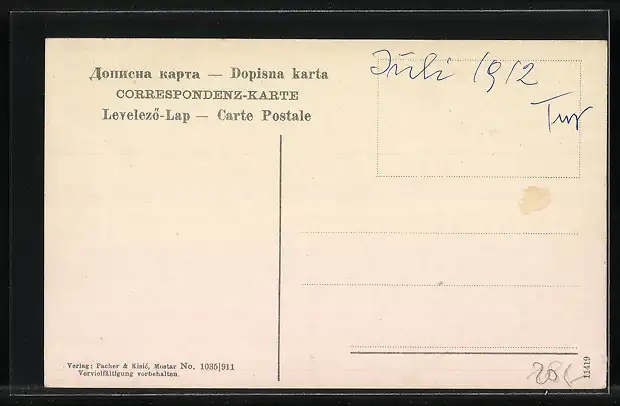 Дописна карта — Dopisna karta
CORRESPONDENZ-KARTE
Levelező-Lap — Carte Postale
Juli 1912
Verlag: Pacher & Kisić, Mostar No. 1035|911
Vervielfältigung vorbehalten.
11419